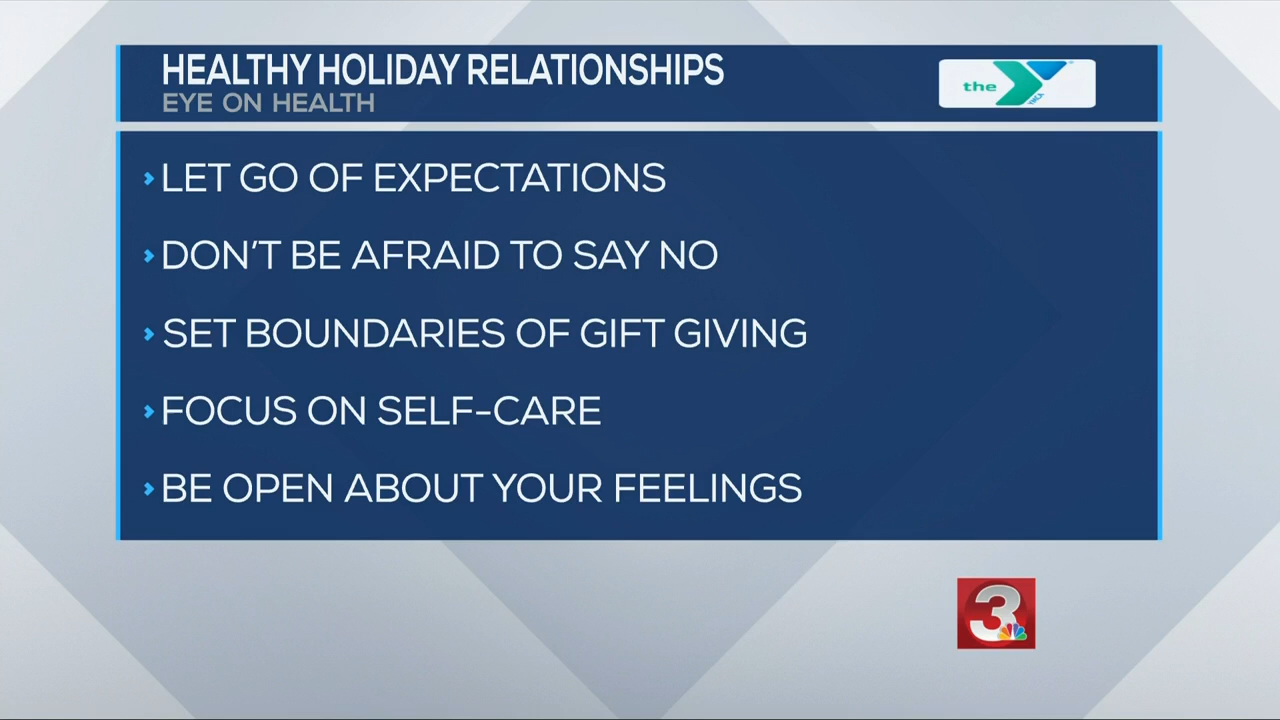 HEALTHY HOLIDAY RELATIONSHIPS
EYE ON HEALTH
the
YMCA
LET GO OF EXPECTATIONS
DON'T BE AFRAID TO SAY NO
SET BOUNDARIES OF GIFT GIVING
FOCUS ON SELF-CARE
BE OPEN ABOUT YOUR FEELINGS
3